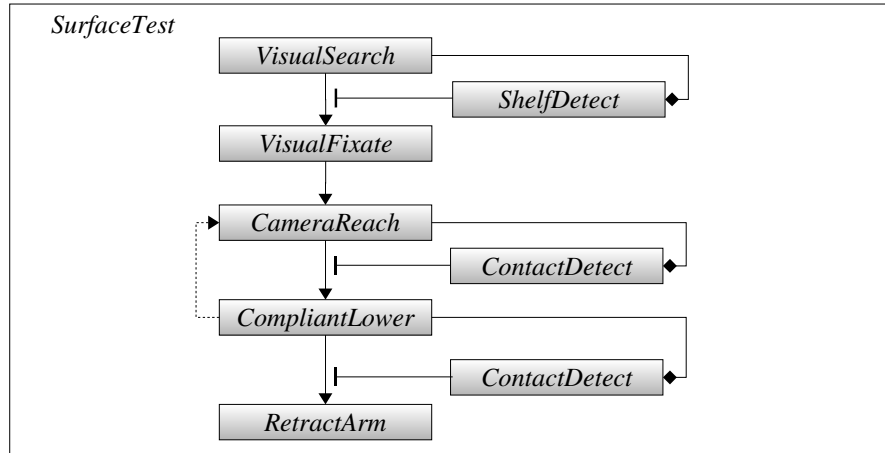 SurfaceTest
VisualSearch
ShelfDetect
VisualFixate
CameraReach
ContactDetect
CompliantLower
ContactDetect
RetractArm